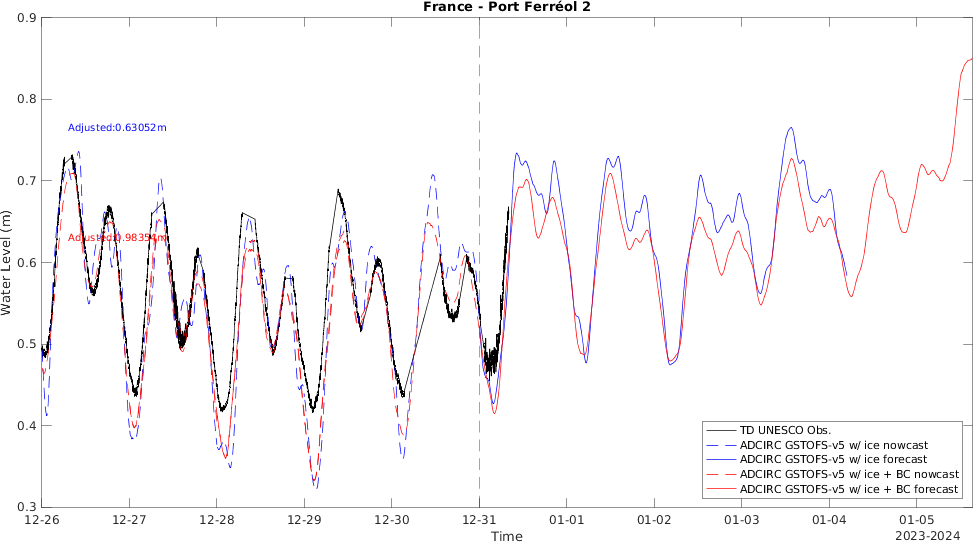 France - Port Ferréol 2
Water Level (m)
0.9
0.8
0.7
0.6
0.5
0.4
0.3
Adjusted:0.63052m
Adjusted:0.98354m
TD UNESCO Obs.
ADCIRC GSTOFS-v5 w/ ice nowcast
ADCIRC GSTOFS-v5 w/ ice forecast
ADCIRC GSTOFS-v5 w/ ice + BC nowcast
ADCIRC GSTOFS-v5 w/ ice + BC forecast
12-26 12-27 12-28 12-29 12-30 12-31 01-01 01-02 01-03 01-04 01-05
Time
2023-2024